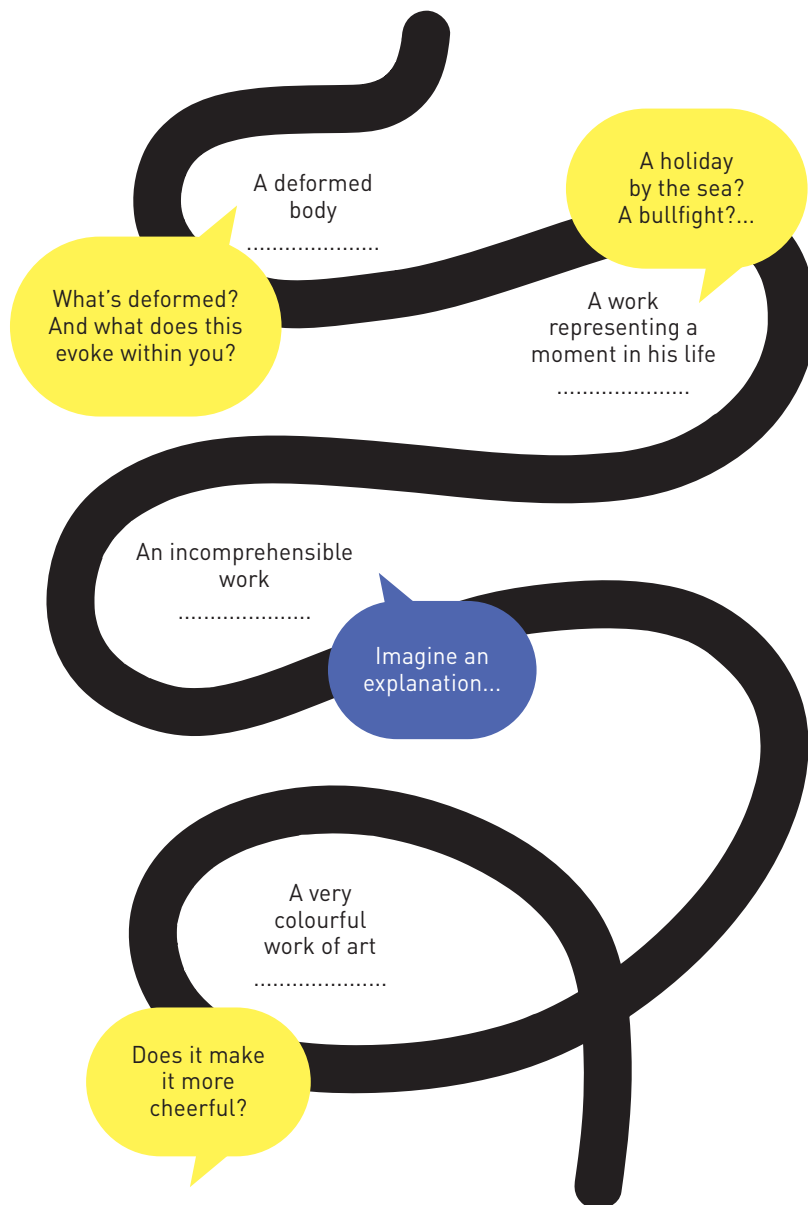 A deformed
body
.....................
A holiday
by the sea?
A bullfight?...
What's deformed?
And what does this
evoke within you?
A work
representing a
moment in his life
.....................
An incomprehensible
work
.....................
Imagine an
explanation...
A very
colourful
work of art
.....................
Does it make
it more
cheerful?